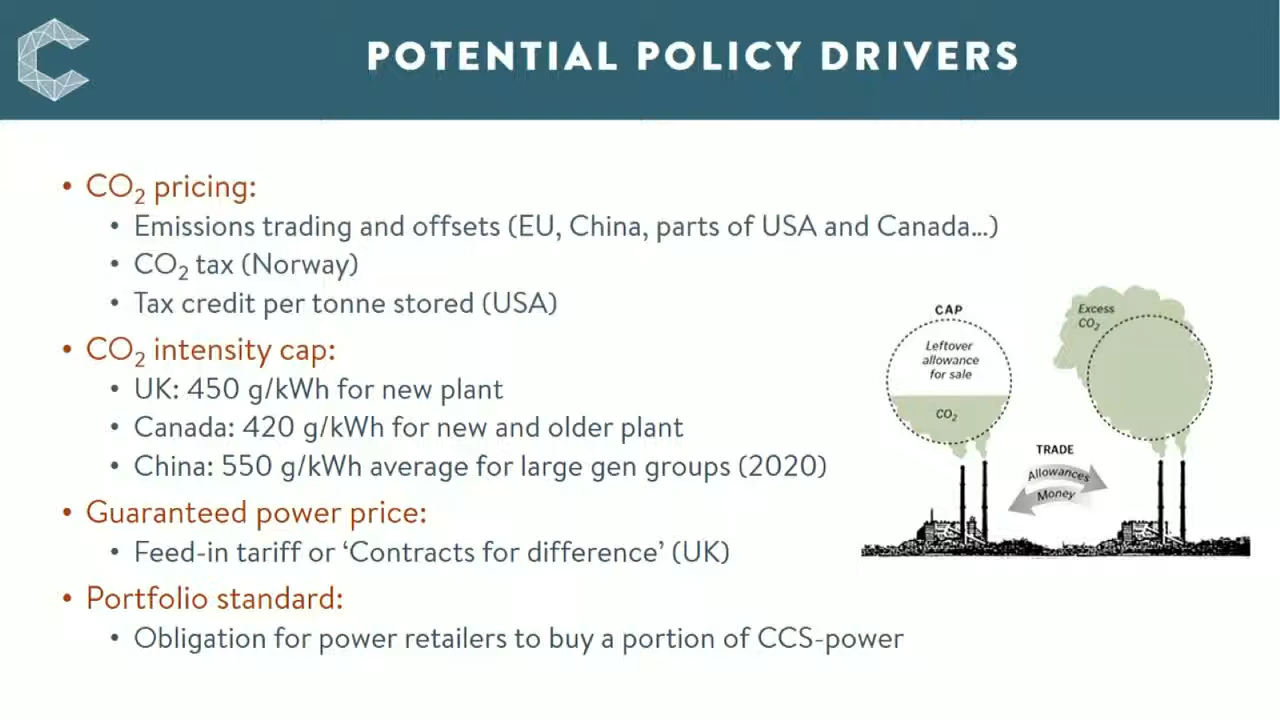 POTENTIAL POLICY DRIVERS
• CO₂ pricing:
• Emissions trading and offsets (EU, China, parts of USA and Canada…)
• CO₂ tax (Norway)
• Tax credit per tonne stored (USA)
• CO₂ intensity cap:
• UK: 450 g/kWh for new plant
• Canada: 420 g/kWh for new and older plant
• China: 550 g/kWh average for large gen groups (2020)
• Guaranteed power price:
• Feed-in tariff or ‘Contracts for difference’ (UK)
• Portfolio standard:
• Obligation for power retailers to buy a portion of CCS-power
CAP
Leftover
allowance
for sale
CO₂
Excess
CO₂
TRADE
Allowances
Money